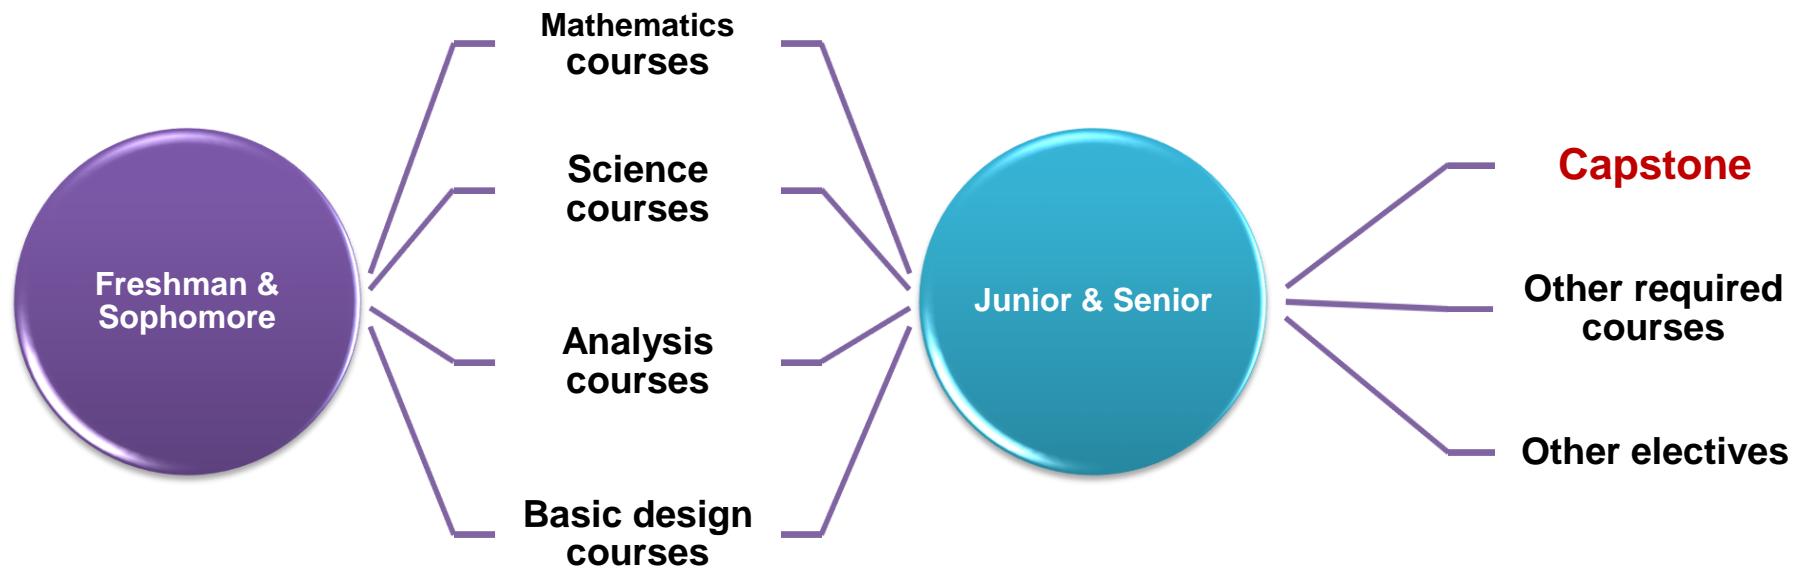 Freshman &
Sophomore
Mathematics
courses
Science
courses
Analysis
courses
Basic design
courses
Junior & Senior
Capstone
Other required
courses
Other electives